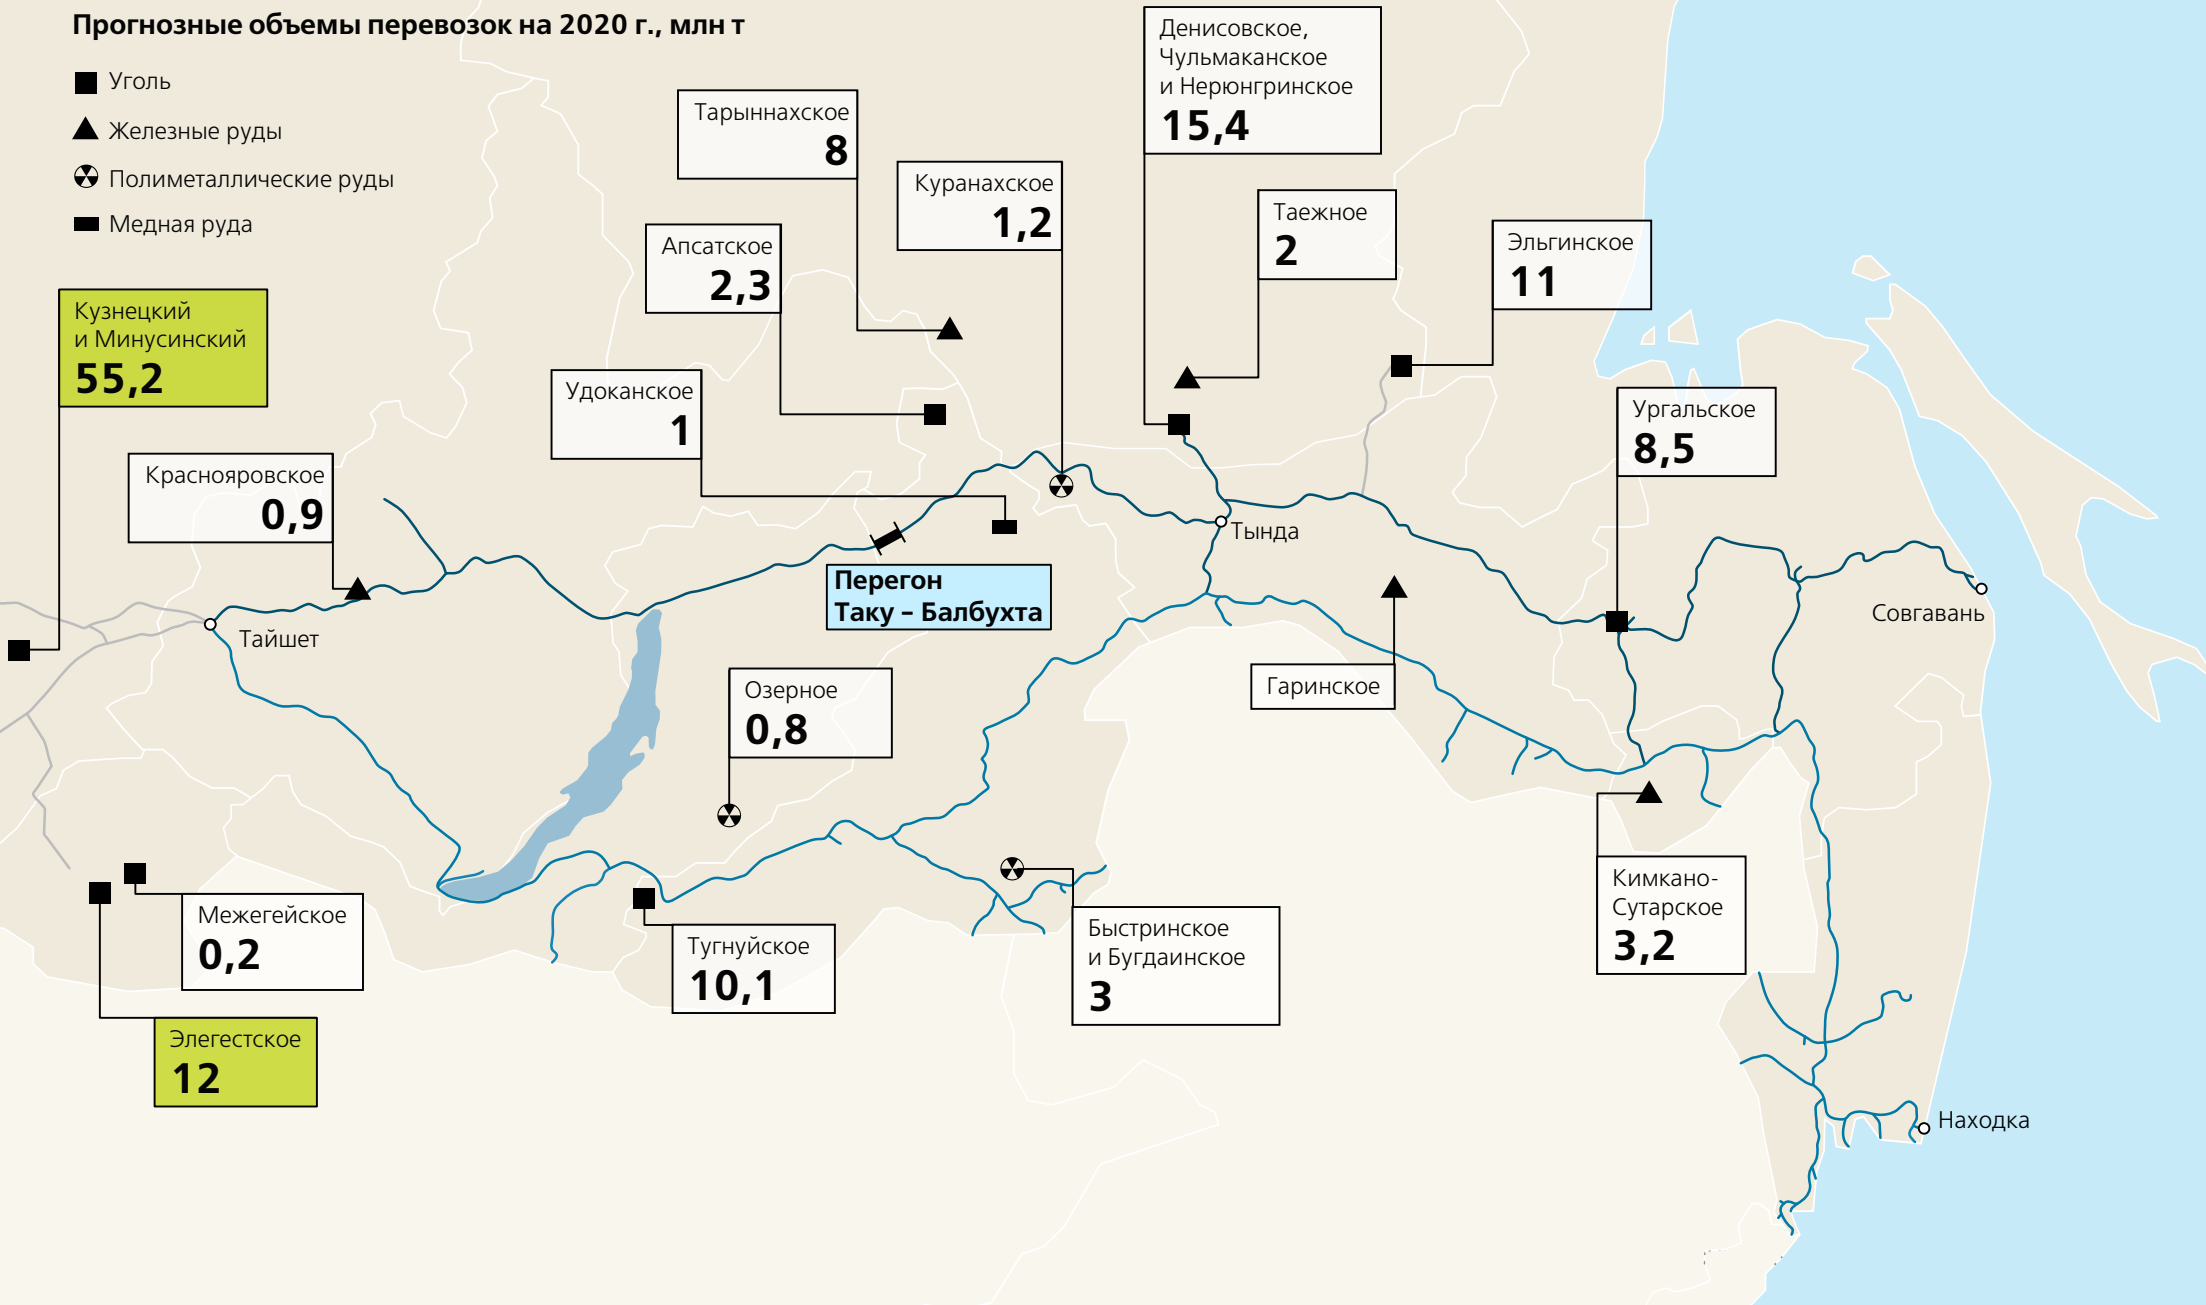 Прогнозные объемы перевозок на 2020 г., млн т
Уголь
Железные руды
Полиметаллические руды
Медная руда
Кузнецкий
и Минусинский
55,2
Краснояровское
0,9
Тарыннахское
8
Апсатское
2,3
Удоканское
1
Куранахское
1,2
Денисовское,
Чульмаканское
и Нерюнгринское
15,4
Таежное
2
Эльгинское
11
Ургальское
8,5
Тайшет
Тында
Перегон
Таку – Балбухта
Совгавань
Озерное
0,8
Гаринское
Межегейское
0,2
Элегестское
12
Тугнуйское
10,1
Быстринское
и Бугдаинское
3
Кимкано-
Сутарское
3,2
Находка